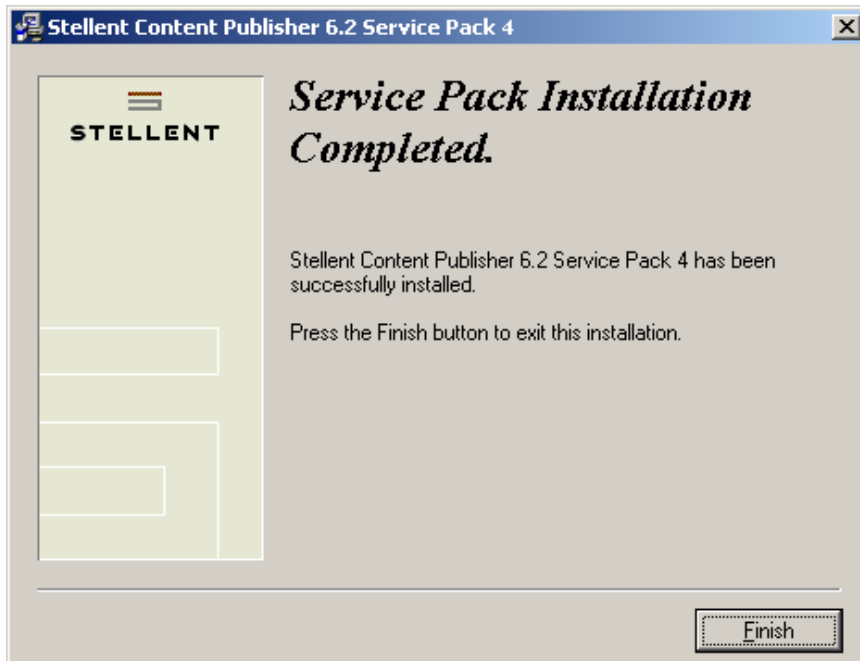 Stellent Content Publisher 6.2 Service Pack 4
STELLENT
Service Pack Installation
Completed.
Stellent Content Publisher 6.2 Service Pack 4 has been
successfully installed.
Press the Finish button to exit this installation.
Finish